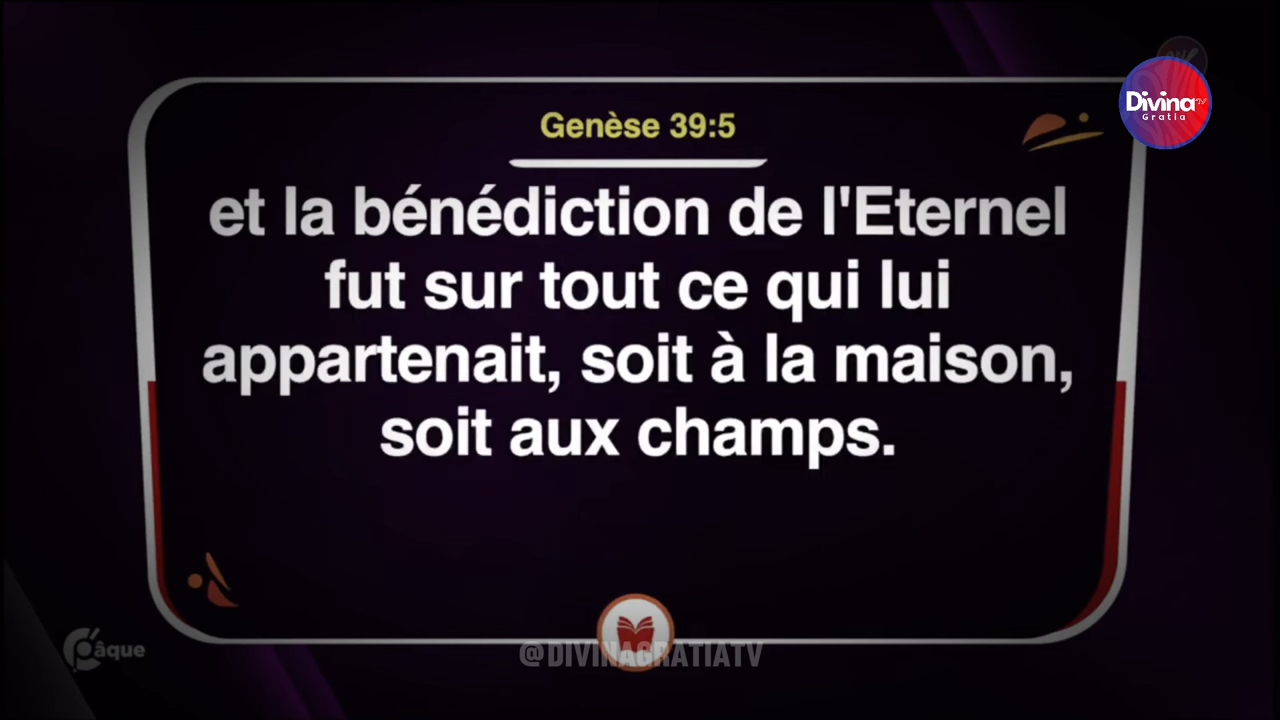 Divina TV
Gratia
Genèse 39:5
et la bénédiction de l'Eternel
fut sur tout ce qui lui
appartenait, soit à la maison,
soit aux champs.
@DIVINAGRATIATV
Pâque